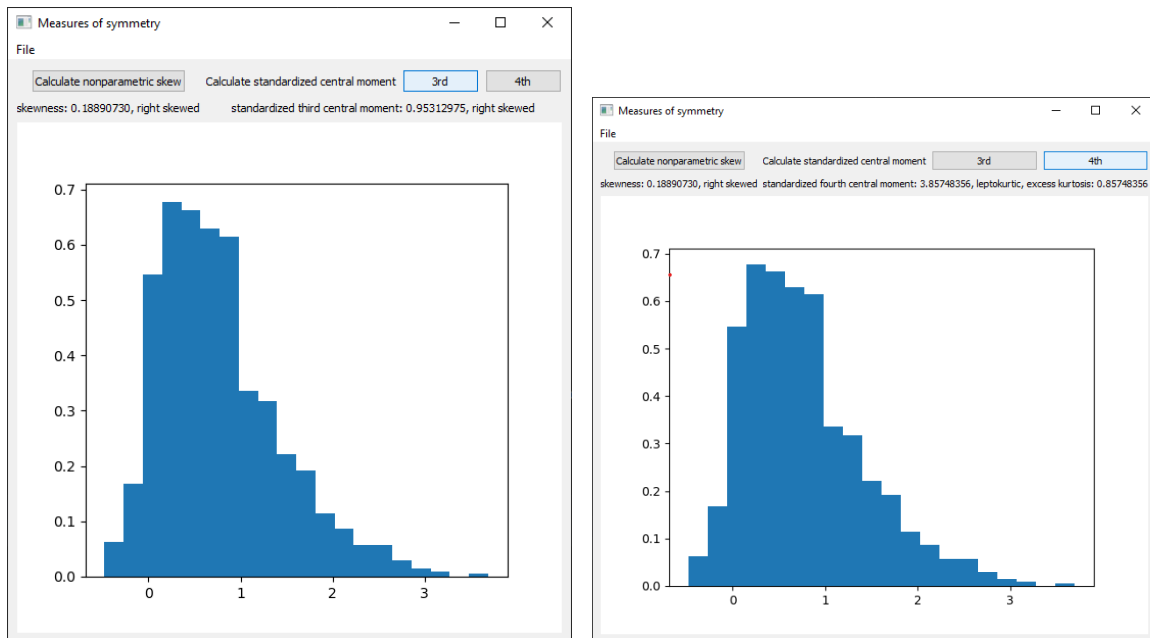 Measures of symmetry
File
Calculate nonparametric skew Calculate standardized central moment 3rd 4th
skewness: 0.18890730, right skewed standardized third central moment: 0.95312975, right skewed
0.7
0.6
0.5
0.4
0.3
0.2
0.1
0.0
0 1 2 3
Measures of symmetry
File
Calculate nonparametric skew Calculate standardized central moment 3rd 4th
skewness: 0.18890730, right skewed standardized fourth central moment: 3.85748356, leptokurtic, excess kurtosis: 0.85748356
0.7
0.6
0.5
0.4
0.3
0.2
0.1
0.0
0 1 2 3